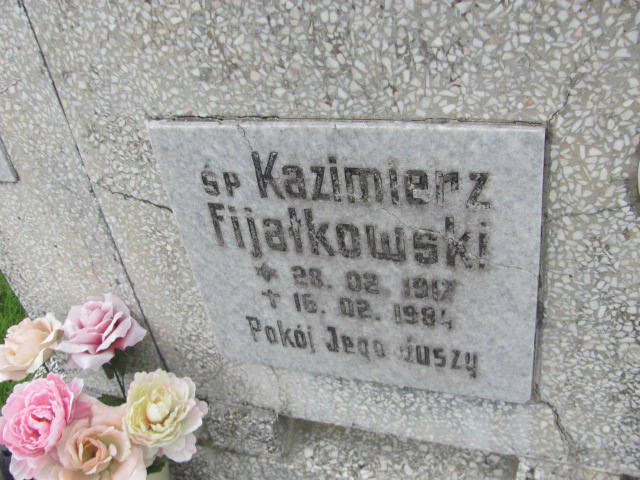 śp Kazimierz
Fijałkowski
* 28. 02. 1917
† 16. 02. 1984
Pokój Jego duszy